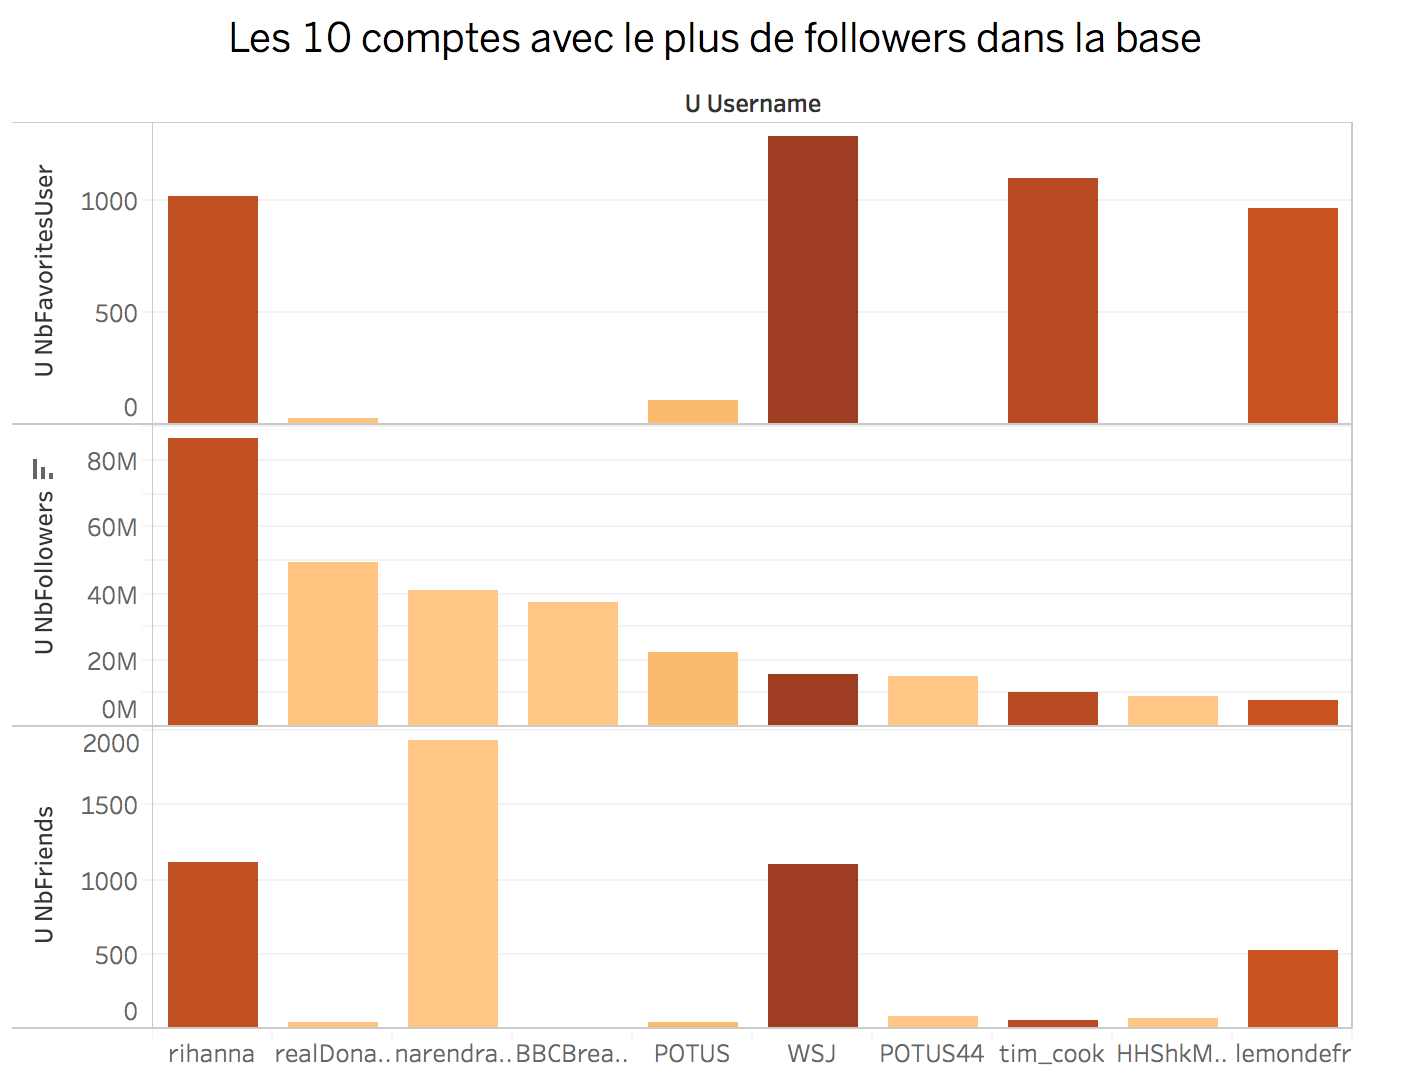 Les 10 comptes avec le plus de followers dans la base
U Username
U NbFavoritesUser
1000
500
0
U NbFollowers
80M
60M
40M
20M
0M
U NbFriends
2000
1500
1000
500
0
rihanna realDona.. narendra.. BBCBrea.. POTUS WSJ POTUS44 tim_cook HHShkM.. lemondefr